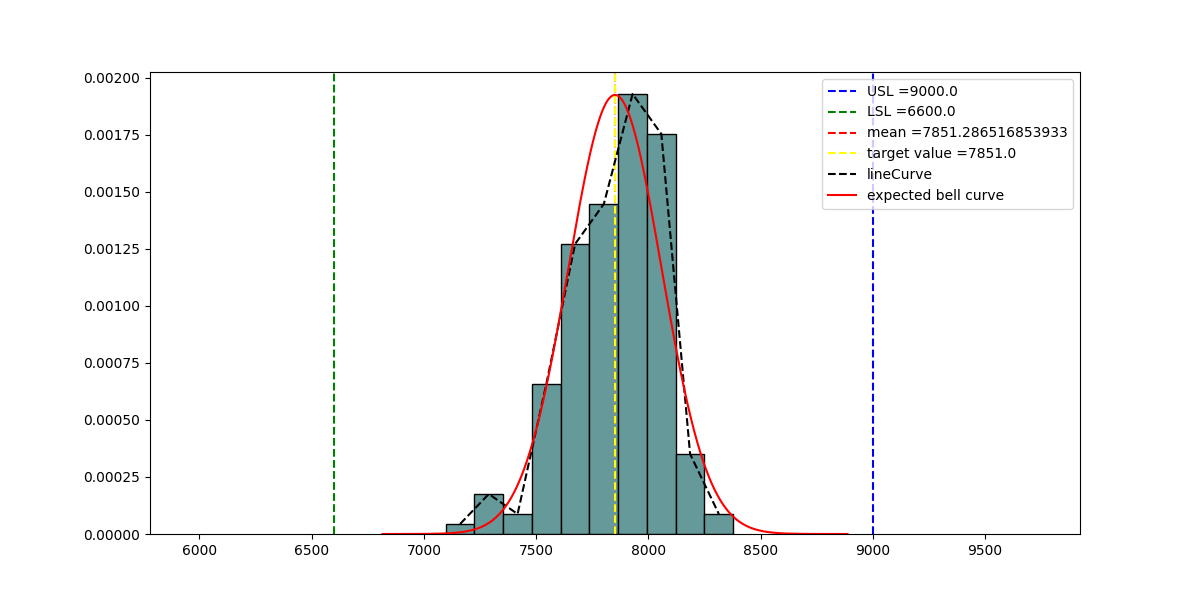 0.00200
0.00175
0.00150
0.00125
0.00100
0.00075
0.00050
0.00025
0.00000
6000 6500 7000 7500 8000 8500 9000 9500
USL =9000.0
LSL =6600.0
mean =7851.286516853933
target value =7851.0
lineCurve
expected bell curve